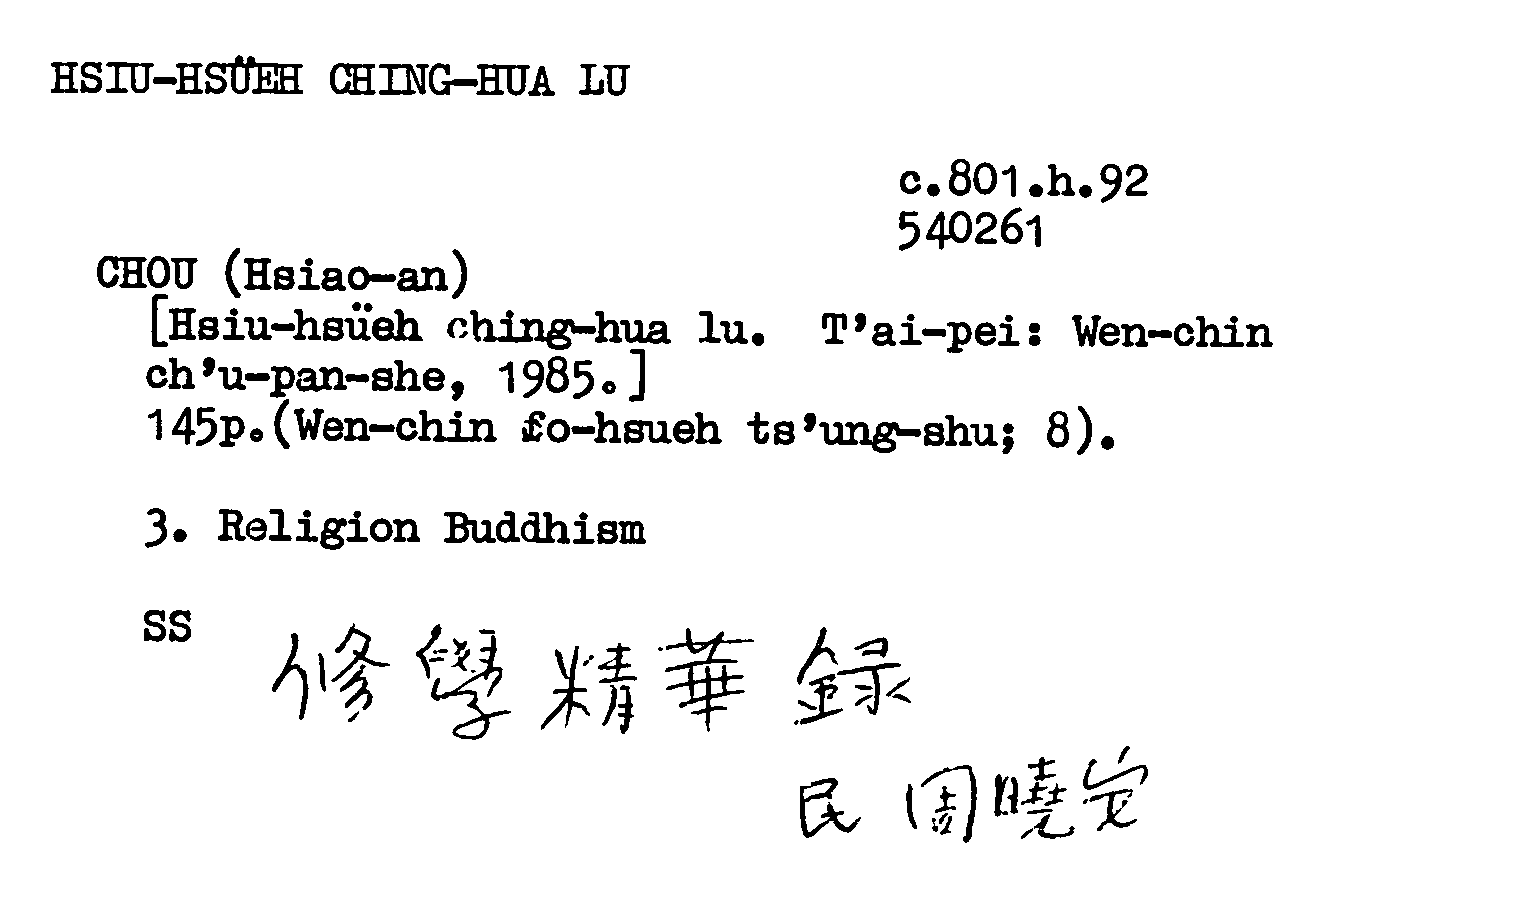 HSIU-HSÜEH CHING-HUA LU
c.801.h.92
540261
CHOU (Hsiao-an)
[Hsiu-hsüeh ching-hua lu. T'ai-pei: Wen-chin
ch'u-pan-she, 1985.]
145p.(Wen-chin fo-hsueh ts'ung-shu; 8).
3. Religion Buddhism
SS
修學精華録
民 周曉安